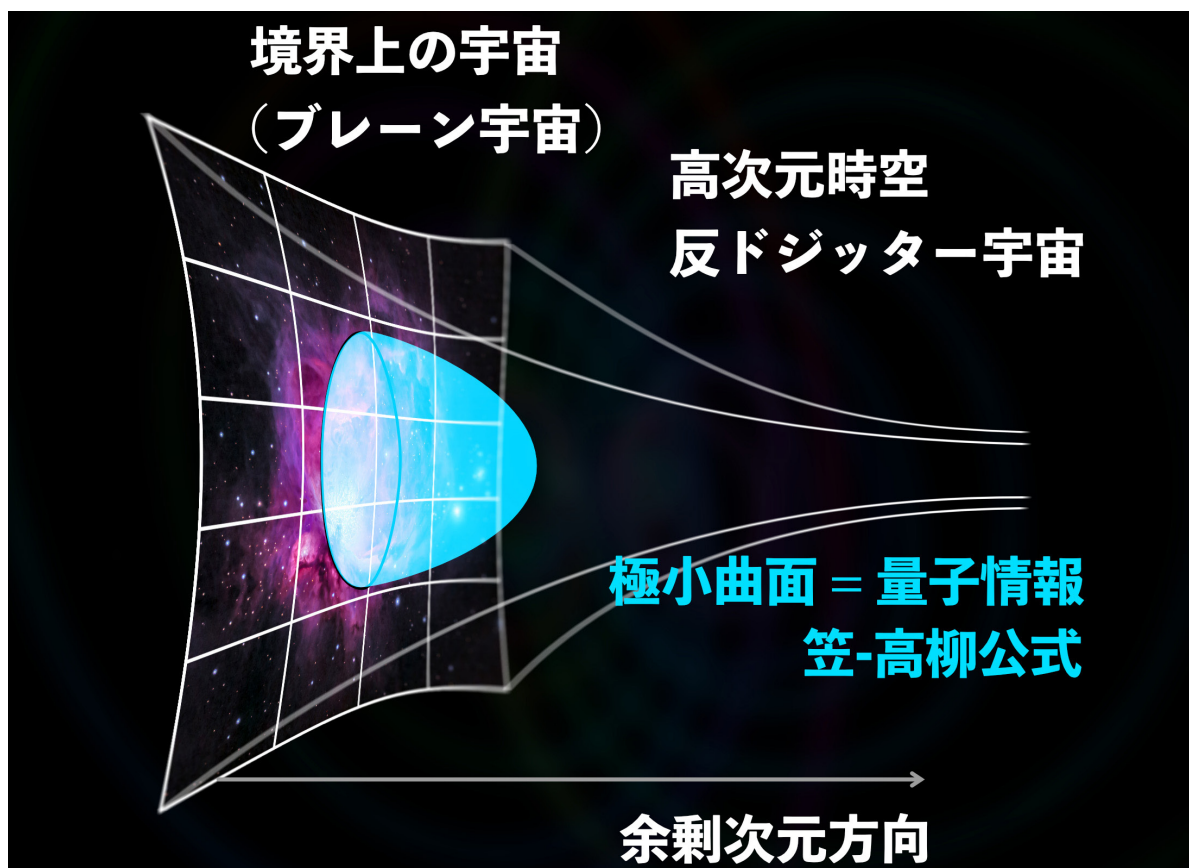 境界上の宇宙
（ブレーン宇宙）
高次元時空
反ドジッター宇宙
極小曲面 = 量子情報
笠-高柳公式
余剰次元方向